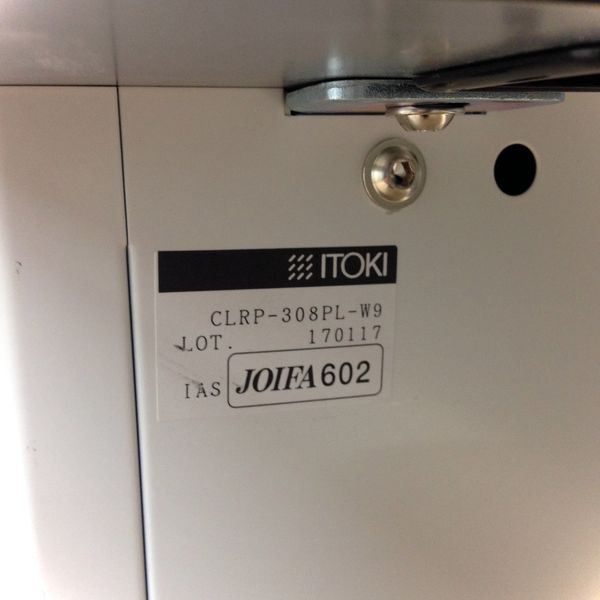 ITOKI
CLRP-308PL-W9
LOT. 170117
IAS JOIFA602